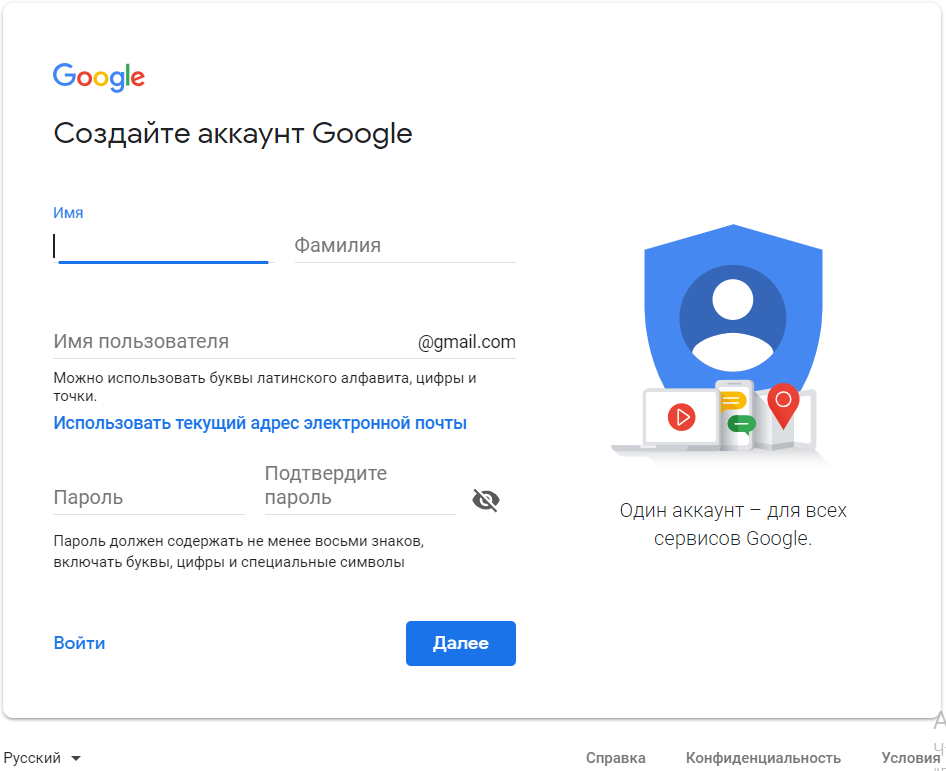 Google
Создайте аккаунт Google
Имя
Фамилия
Имя пользователя @gmail.com
Можно использовать буквы латинского алфавита, цифры и
точки.
Использовать текущий адрес электронной почты
Пароль
Подтвердите
пароль
Пароль должен содержать не менее восьми знаков,
включать буквы, цифры и специальные символы
Войти
Далее
Один аккаунт – для всех
сервисов Google.
Русский
Справка Конфиденциальность Условия